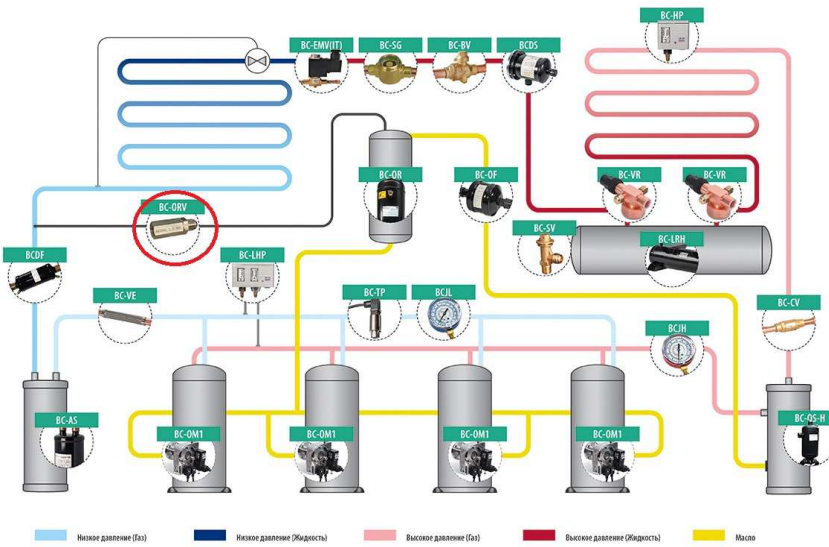 BC-HP
BC-EMV(IT)
BC-SG
BC-BV
BCDS
BC-OR
BC-OF
BC-VR
BC-VR
BC-ORV
BC-SV
BC-LRH
BCDF
BC-LHP
BC-VE
BC-TP
BCJL
BC-CV
BCJH
BC-AS
BC-OM1
BC-OM1
BC-OM1
BC-OM1
BC-OS-H
Низкое давление (Газ)
Низкое давление (Жидкость)
Высокое давление (Газ)
Высокое давление (Жидкость)
Масло